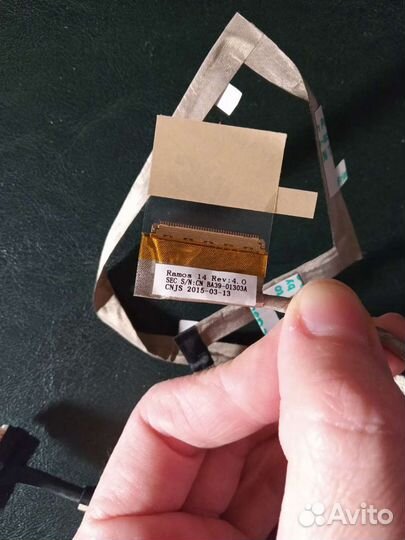 Ramos 14 Rev:4.0
SEC S/N:CN BA39-01303A
CNJS 2015-03-13
Avito